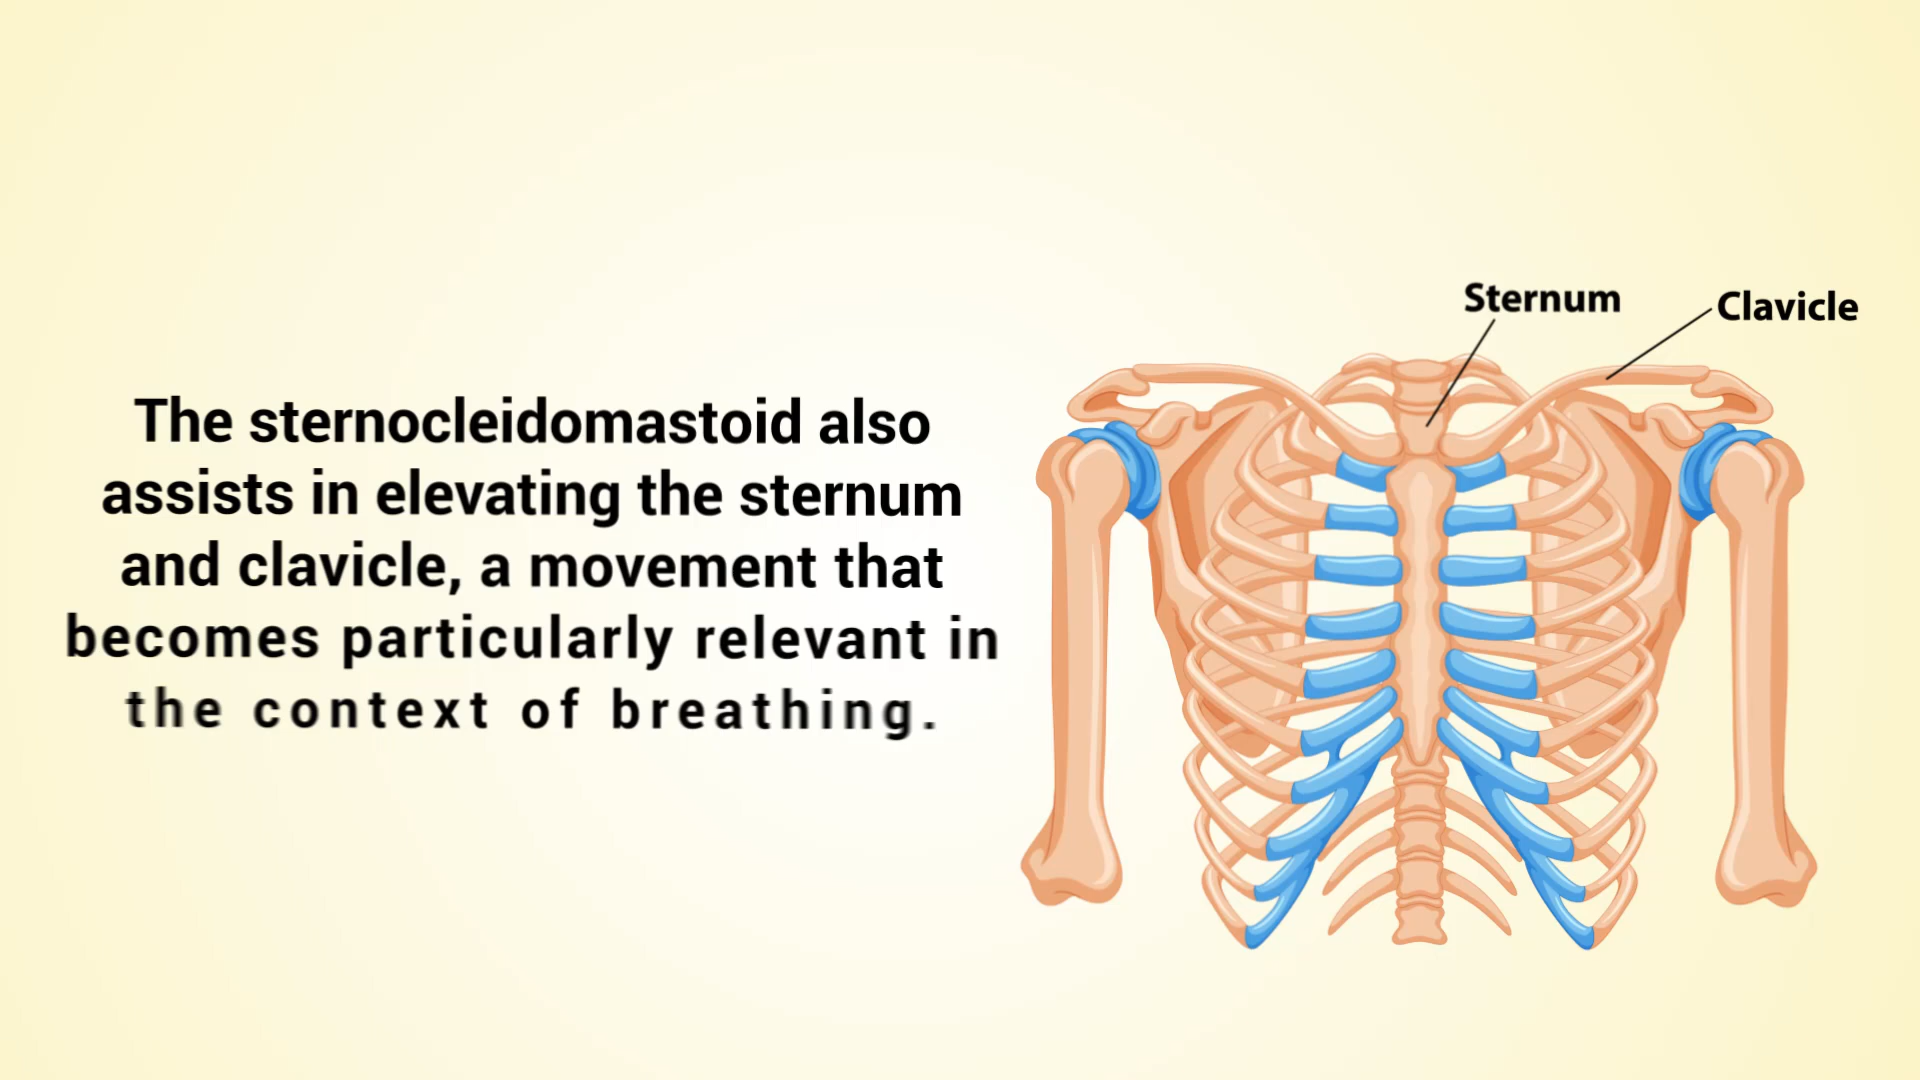 The sternocleidomastoid also
assists in elevating the sternum
and clavicle, a movement that
becomes particularly relevant in
the context of breathing.
Sternum
Clavicle